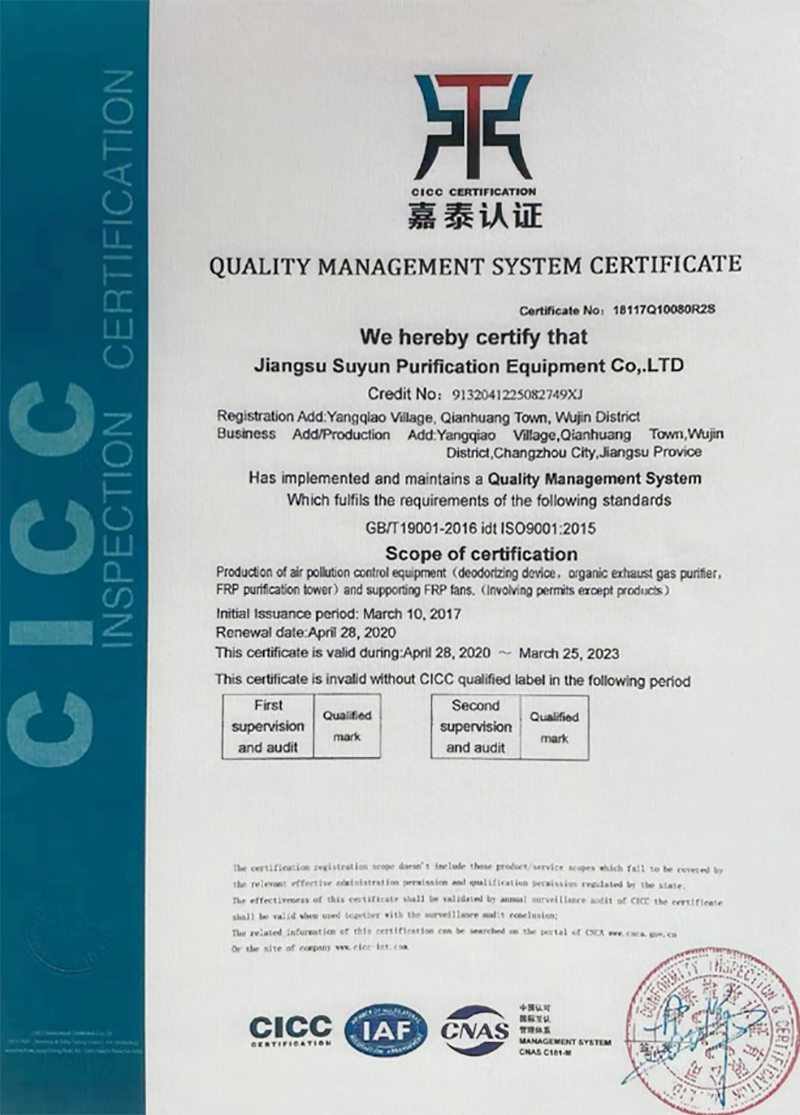 CICC CERTIFICATION
嘉泰认证
QUALITY MANAGEMENT SYSTEM CERTIFICATE
Certificate No：18117Q10080R2S
We hereby certify that
Jiangsu Suyun Purification Equipment Co,.LTD
Credit No：9132041225082749XJ
Registration Add:Yangqiao Village, Qianhuang Town, Wujin District
Business Add/Production Add:Yangqiao Village,Qianhuang Town,Wujin
District,Changzhou City,Jiangsu Provice
Has implemented and maintains a Quality Management System
Which fulfils the requirements of the following standards
GB/T19001-2016 idt ISO9001:2015
Scope of certification
Production of air pollution control equipment（deodorizing device，organic exhaust gas purifier，
FRP purification tower）and supporting FRP fans.（Involving permits except products）
Initial Issuance period: March 10, 2017
Renewal date:April 28, 2020
This certificate is valid during:April 28, 2020 ～ March 25, 2023
This certificate is invalid without CICC qualified label in the following period
First
supervision
and audit
Qualified
mark
Second
supervision
and audit
Qualified
mark
The certification registration scope doesn't include those product/service scopes which fail to be covered by
the relevant effective administration permission and qualification permission regulated by the state.
The effectiveness of this certificate shall be validated by annual surveillance audit of CICC the certificate
shall be valid when used together with the surveillance audit conclusion;
The related information of this certification can be searched on the portal of CNCA www.cnca.gov.cn
Or the site of company www.cicc-int.com
CICC
CERTIFICATION
IAF
CNAS
中国认可
国际互认
管理体系
MANAGEMENT SYSTEM
CNAS C181-M
CONFORMITY INSPECTION & CERTIFICATION
CICC
INSPECTION CERTIFICATION